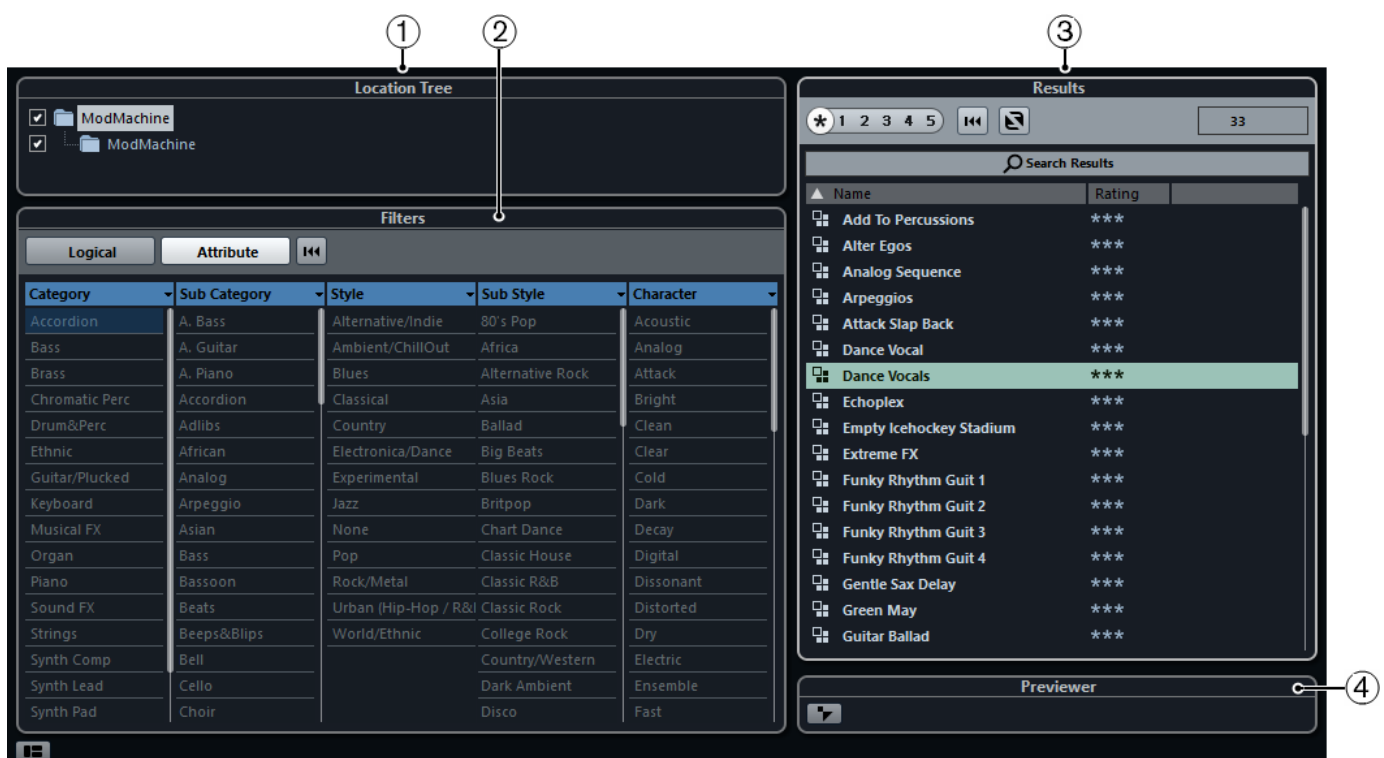 1
2
3
Location Tree
ModMachine
ModMachine
Filters
Logical Attribute
Category Sub Category Style Sub Style Character
Accordion A. Bass Alternative/Indie 80's Pop Acoustic
Bass A. Guitar Ambient/ChillOut Africa Analog
Brass A. Piano Blues Alternative Rock Attack
Chromatic Perc Accordion Classical Asia Bright
Drum&Perc Adlibs Country Ballad Clean
Ethnic African Electronica/Dance Big Beats Clear
Guitar/Plucked Analog Experimental Blues Rock Cold
Keyboard Arpeggio Jazz Britpop Dark
Musical FX Asian None Chart Dance Decay
Organ Bass Pop Classic House Digital
Piano Bassoon Rock/Metal Classic R&B Dissonant
Sound FX Beats Urban (Hip-Hop / R&I Classic Rock Distorted
Strings Beeps&Blips World/Ethnic College Rock Dry
Synth Comp Bell Country/Western Electric
Synth Lead Cello Dark Ambient Ensemble
Synth Pad Choir Disco Fast
Results
* 1 2 3 4 5 33
Search Results
Name Rating
Add To Percussions ***
Alter Egos ***
Analog Sequence ***
Arpeggios ***
Attack Slap Back ***
Dance Vocal ***
Dance Vocals ***
Echoplex ***
Empty Icehockey Stadium ***
Extreme FX ***
Funky Rhythm Guit 1 ***
Funky Rhythm Guit 2 ***
Funky Rhythm Guit 3 ***
Funky Rhythm Guit 4 ***
Gentle Sax Delay ***
Green May ***
Guitar Ballad ***
Previewer
4